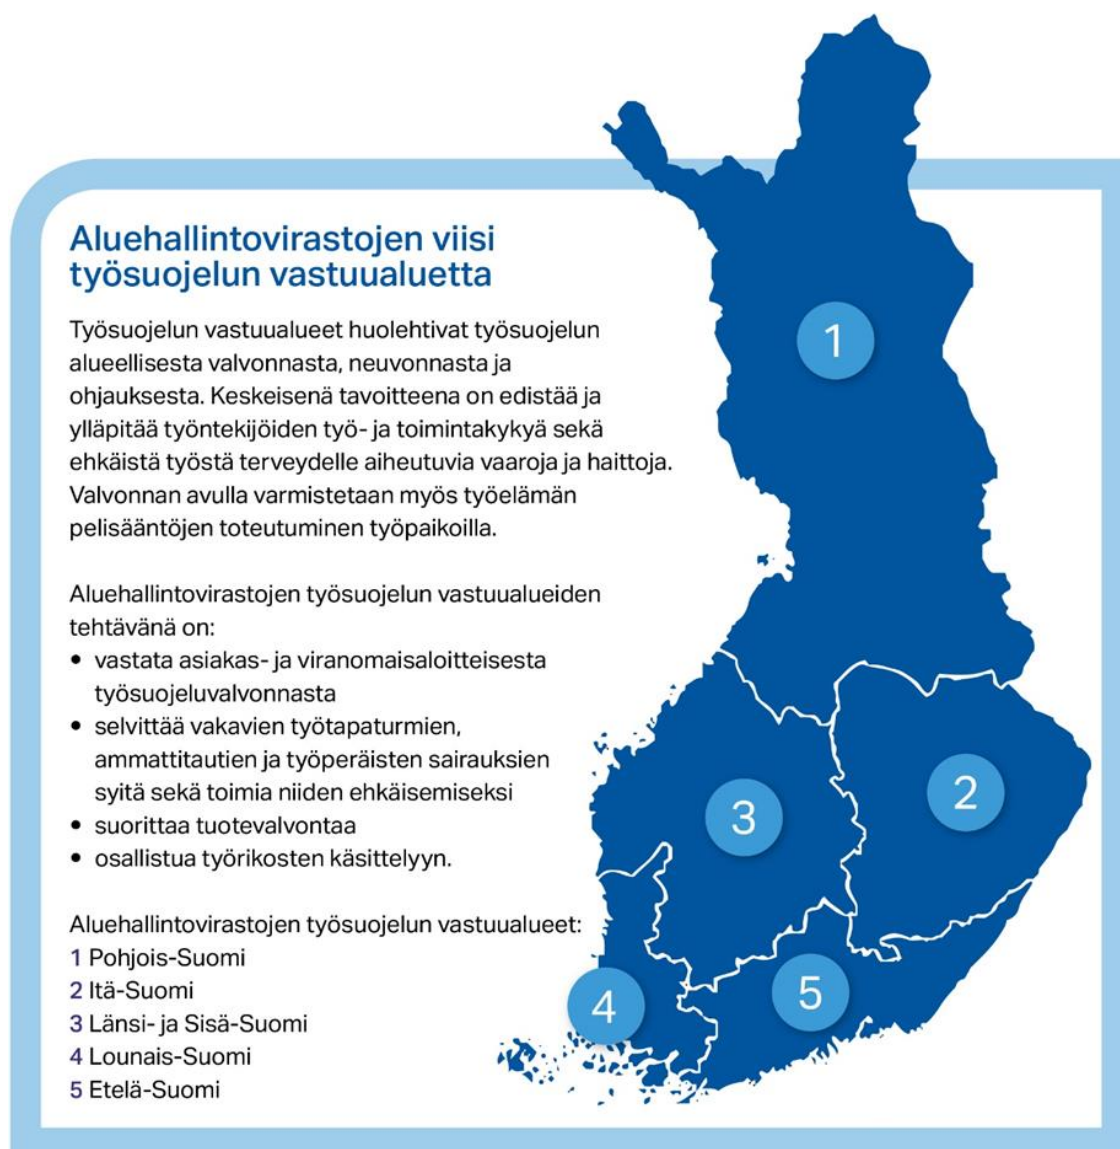 Aluehallintovirastojen viisi
työsuojelun vastuualuetta
Työsuojelun vastuualueet huolehtivat työsuojelun
alueellisesta valvonnasta, neuvonnasta ja
ohjauksesta. Keskeisenä tavoitteena on edistää ja
ylläpitää työntekijöiden työ- ja toimintakykyä sekä
ehkäistä työstä terveydelle aiheutuvia vaaroja ja haittoja.
Valvonnan avulla varmistetaan myös työelämän
pelisääntöjen toteutuminen työpaikoilla.
Aluehallintovirastojen työsuojelun vastuualueiden
tehtävänä on:
• vastata asiakas- ja viranomaisaloitteisesta
työsuojeluvalvonnasta
• selvittää vakavien työtapaturmien,
ammattitautien ja työperäisten sairauksien
syitä sekä toimia niiden ehkäisemiseksi
• suorittaa tuotevalvontaa
• osallistua työrikosten käsittelyyn.
Aluehallintovirastojen työsuojelun vastuualueet:
1 Pohjois-Suomi
2 Itä-Suomi
3 Länsi- ja Sisä-Suomi
4 Lounais-Suomi
5 Etelä-Suomi
1
2
3
4
5